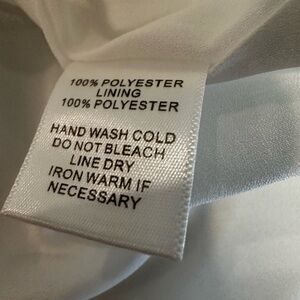 100% POLYESTER
LINING
100% POLYESTER
HAND WASH COLD
DO NOT BLEACH
LINE DRY
IRON WARM IF
NECESSARY